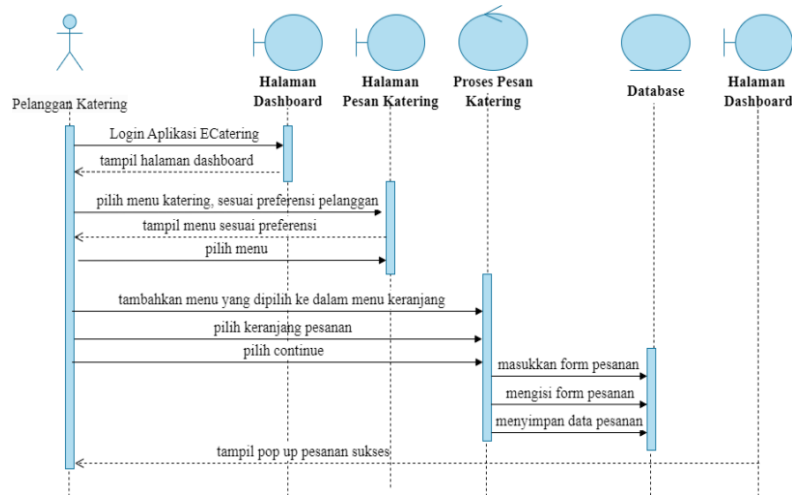 Pelanggan Katering
Halaman
Dashboard
Halaman
Pesan Katering
Proses Pesan
Katering
Database
Halaman
Dashboard
Login Aplikasi ECatering
tampil halaman dashboard
pilih menu katering, sesuai preferensi pelanggan
tampil menu sesuai preferensi
pilih menu
tambahkan menu yang dipilih ke dalam menu keranjang
pilih keranjang pesanan
pilih continue
masukkan form pesanan
mengisi form pesanan
menyimpan data pesanan
tampil pop up pesanan sukses